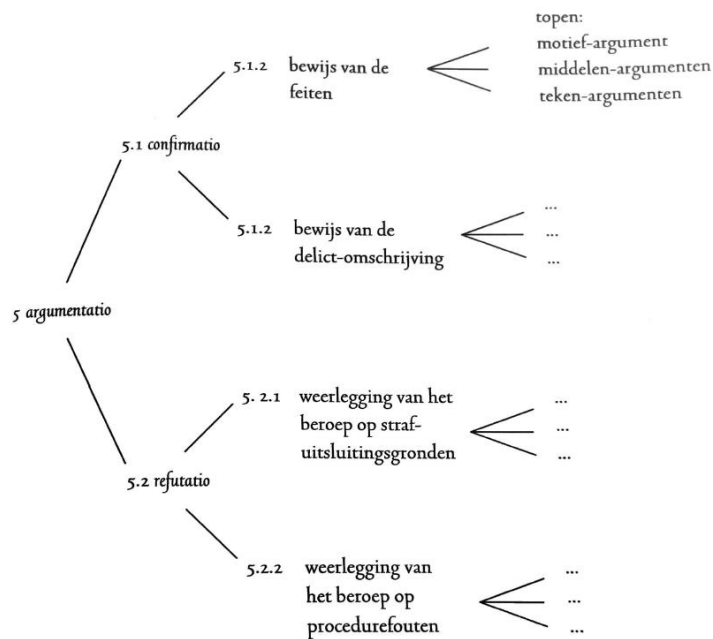 topen:
motief-argument
5.1.2 bewijs van de
middelen-argumenten
feiten
teken-argumenten
5.1 confirmatio
...
5.1.2 bewijs van de
...
delict-omschrijving
...
5 argumentatio
5. 2.1 weerlegging van het
...
beroep op straf-
...
uitsluitingsgronden
...
5.2 refutatio
5.2.2 weerlegging van
...
het beroep op
...
procedurefouten
...